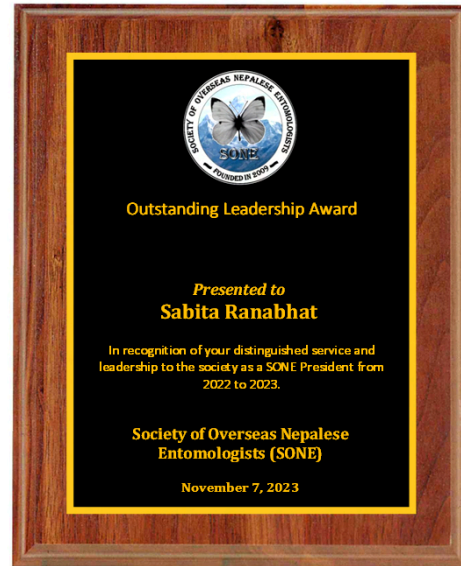 SOCIETY OF OVERSEAS NEPALESE ENTOMOLOGISTS
SONE
FOUNDED IN 2009
Outstanding Leadership Award
Presented to
Sabita Ranabhat
In recognition of your distinguished service and
leadership to the society as a SONE President from
2022 to 2023.
Society of Overseas Nepalese
Entomologists (SONE)
November 7, 2023